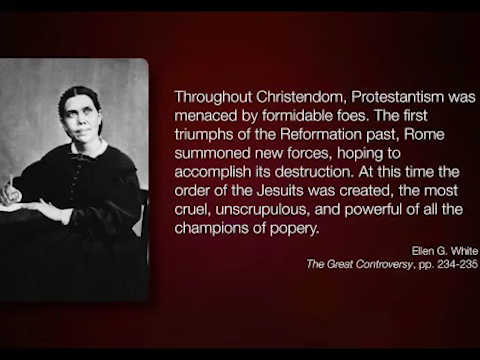 Throughout Christendom, Protestantism was
menaced by formidable foes. The first
triumphs of the Reformation past, Rome
summoned new forces, hoping to
accomplish its destruction. At this time the
order of the Jesuits was created, the most
cruel, unscrupulous, and powerful of all the
champions of popery.
Ellen G. White
The Great Controversy, pp. 234-235